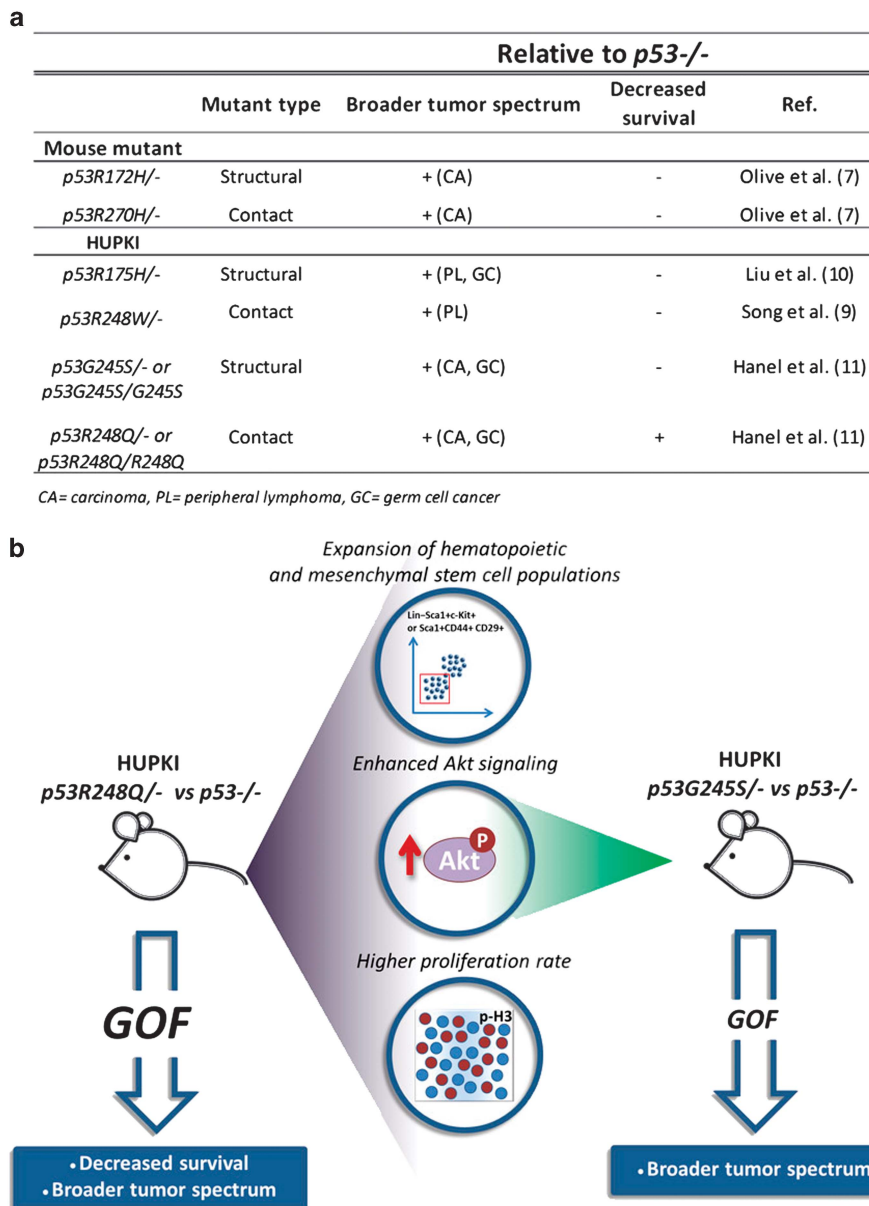 a
Relative to p53-/-
Mutant type Broader tumor spectrum Decreased survival Ref.
Mouse mutant
p53R172H/- Structural + (CA) - Olive et al. (7)
p53R270H/- Contact + (CA) - Olive et al. (7)
HUPKI
p53R175H/- Structural + (PL, GC) - Liu et al. (10)
p53R248W/- Contact + (PL) - Song et al. (9)
p53G245S/- or p53G245S/G245S Structural + (CA, GC) - Hanel et al. (11)
p53R248Q/- or p53R248Q/R248Q Contact + (CA, GC) + Hanel et al. (11)
CA= carcinoma, PL= peripheral lymphoma, GC= germ cell cancer
b
Expansion of hematopoietic
and mesenchymal stem cell populations
Lin–Sca1+c-Kit+
or Sca1+CD44+ CD29+
HUPKI
p53R248Q/- vs p53-/-
Enhanced Akt signaling
Akt
P
HUPKI
p53G245S/- vs p53-/-
Higher proliferation rate
p-H3
GOF
GOF
•Decreased survival
•Broader tumor spectrum
•Broader tumor spectrum